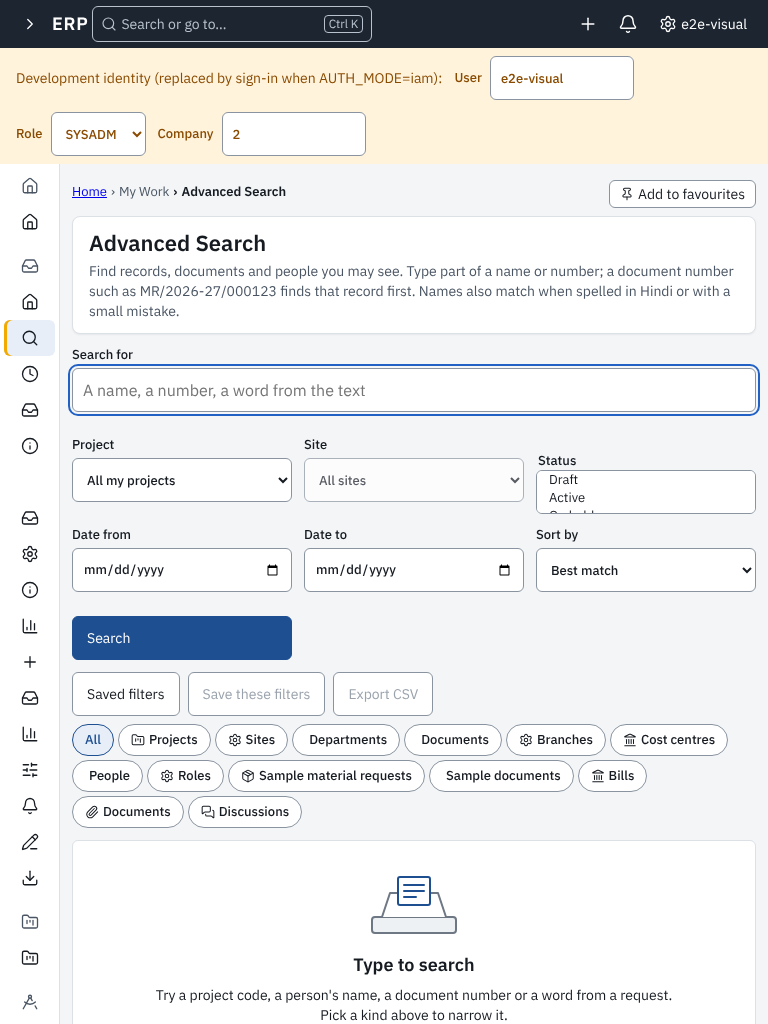 ERP
Search or go to...
Ctrl K
e2e-visual
Development identity (replaced by sign-in when AUTH_MODE=iam):
User
e2e-visual
Role
SYSADM
Company
2
Home › My Work › Advanced Search
Add to favourites
Advanced Search
Find records, documents and people you may see. Type part of a name or number; a document number
such as MR/2026-27/000123 finds that record first. Names also match when spelled in Hindi or with a
small mistake.
Search for
A name, a number, a word from the text
Project
Site
Status
All my projects
All sites
Draft
Active
Date from
Date to
Sort by
mm/dd/yyyy
mm/dd/yyyy
Best match
Search
Saved filters
Save these filters
Export CSV
All
Projects
Sites
Departments
Documents
Branches
Cost centres
People
Roles
Sample material requests
Sample documents
Bills
Documents
Discussions
Type to search
Try a project code, a person's name, a document number or a word from a request.
Pick a kind above to narrow it.